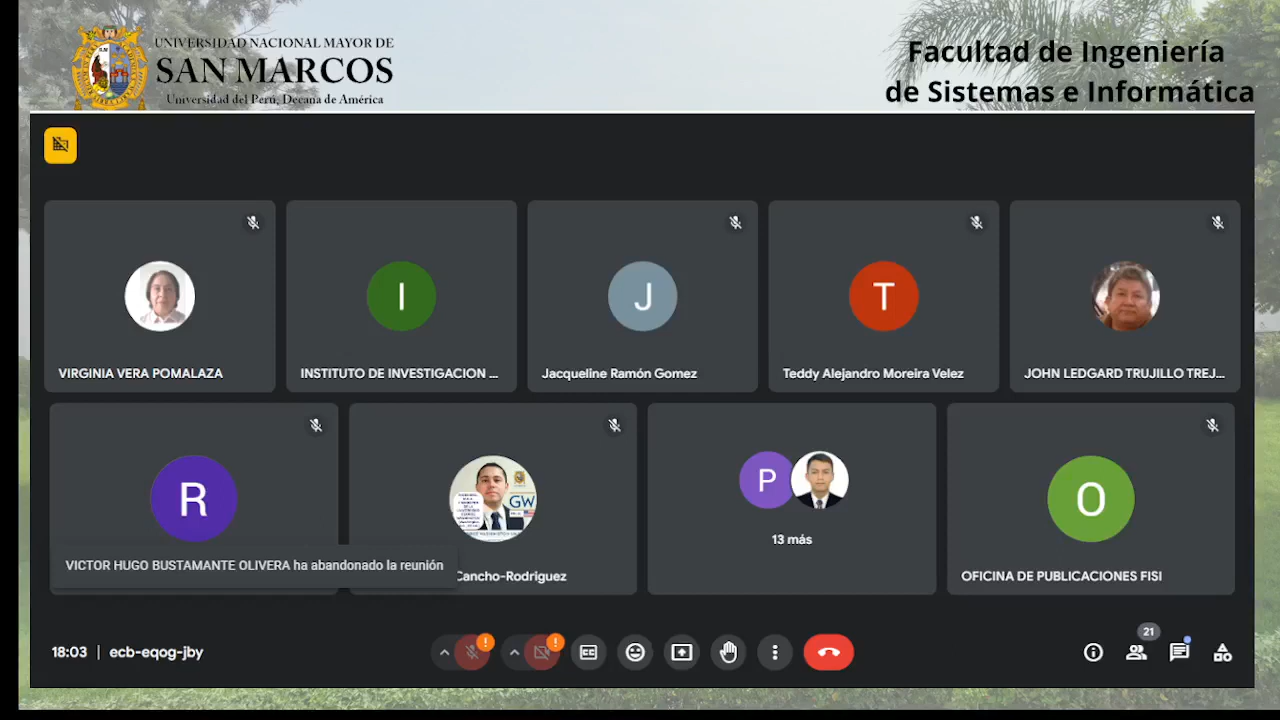 UNIVERSIDAD NACIONAL MAYOR DE
SAN MARCOS
Universidad del Perú, Decana de América
Facultad de Ingeniería
de Sistemas e Informática
VIRGINIA VERA POMALAZA
I
INSTITUTO DE INVESTIGACION ...
J
Jacqueline Ramón Gomez
T
Teddy Alejandro Moreira Velez
JOHN LEDGARD TRUJILLO TREJ...
R
VICTOR HUGO BUSTAMANTE OLIVERA ha abandonado la reunión
GW
Cancho-Rodriguez
P
13 más
O
OFICINA DE PUBLICACIONES FISI
18:03 | ecb-eqog-jby
21